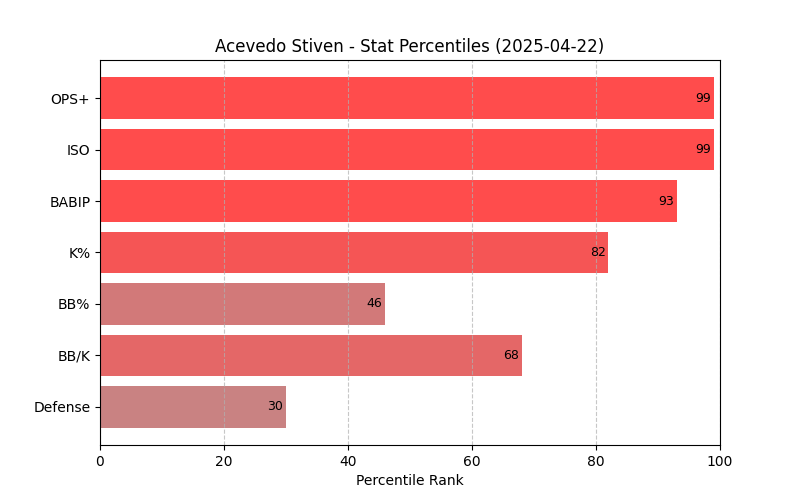 Acevedo Stiven - Stat Percentiles (2025-04-22)
OPS+ 99
ISO 99
BABIP 93
K% 82
BB% 46
BB/K 68
Defense 30
0 20 40 60 80 100
Percentile Rank